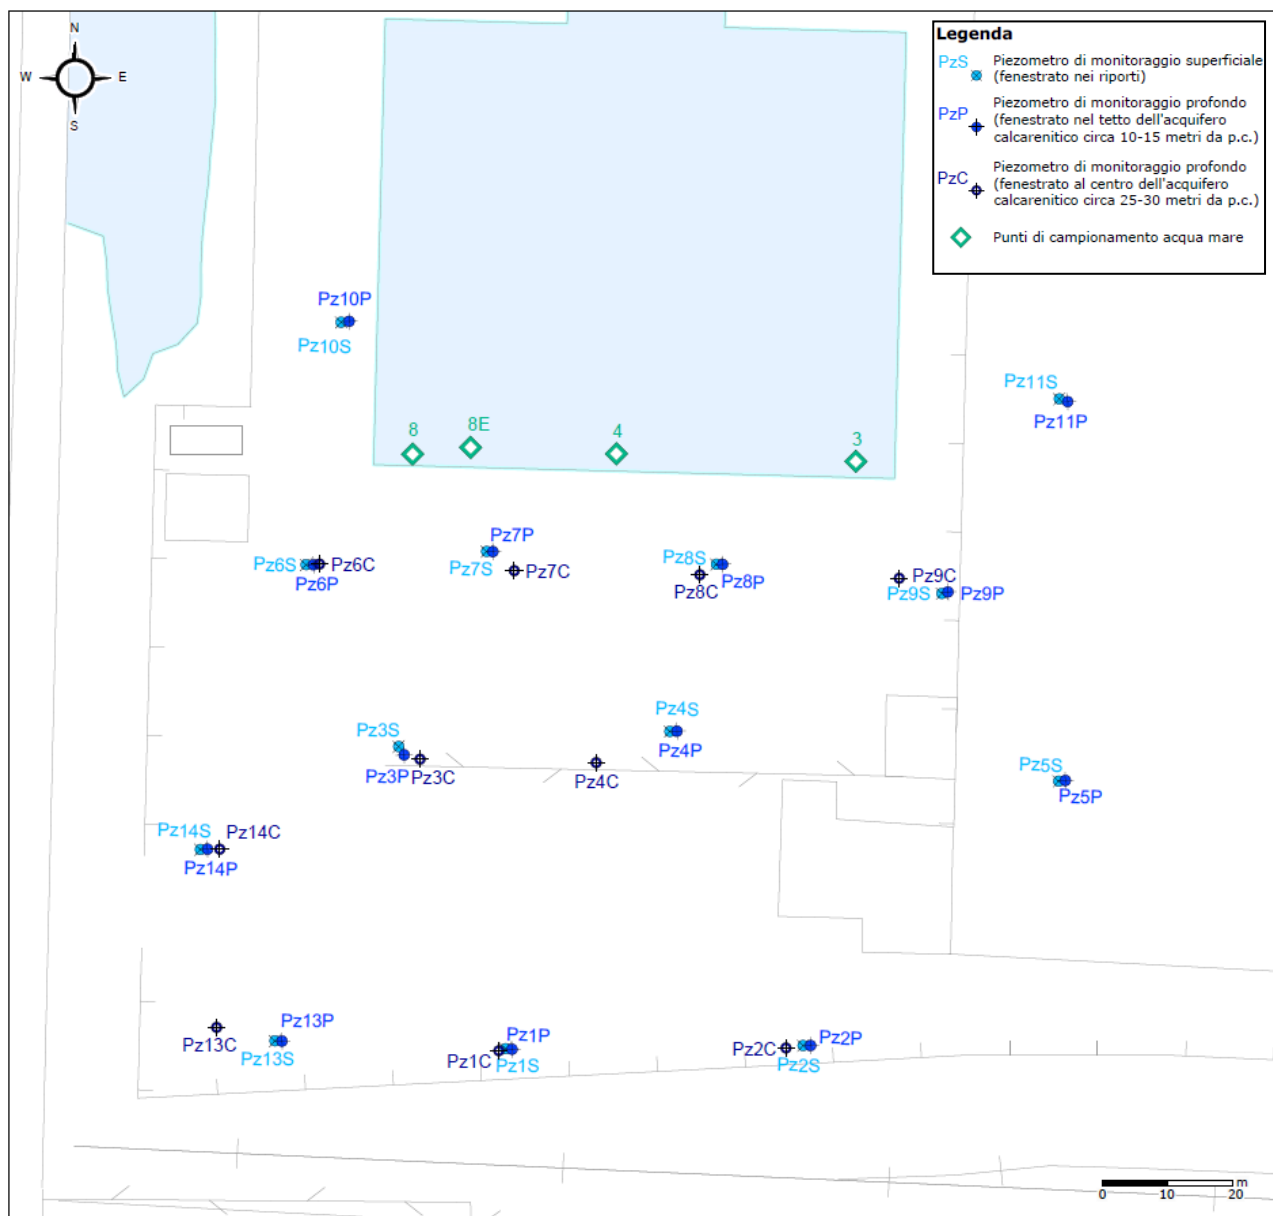 N
W
E
S
Legenda
PzS
Piezometro di monitoraggio superficiale
(fenestrato nei riporti)
PzP
Piezometro di monitoraggio profondo
(fenestrato nel tetto dell'acquifero
calcarenitico circa 10-15 metri da p.c.)
PzC
Piezometro di monitoraggio profondo
(fenestrato al centro dell'acquifero
calcarenitico circa 25-30 metri da p.c.)
Punti di campionamento acqua mare
Pz10P
Pz10S
Pz11S
Pz11P
8
8E
4
3
Pz6S
Pz6C
Pz6P
Pz7P
Pz7S
Pz7C
Pz8S
Pz8P
Pz8C
Pz9C
Pz9S
Pz9P
Pz3S
Pz3P
Pz3C
Pz4S
Pz4P
Pz4C
Pz5S
Pz5P
Pz14S
Pz14C
Pz14P
Pz13P
Pz13C
Pz13S
Pz1P
Pz1C
Pz1S
Pz2C
Pz2P
Pz2S
m
0
10
20